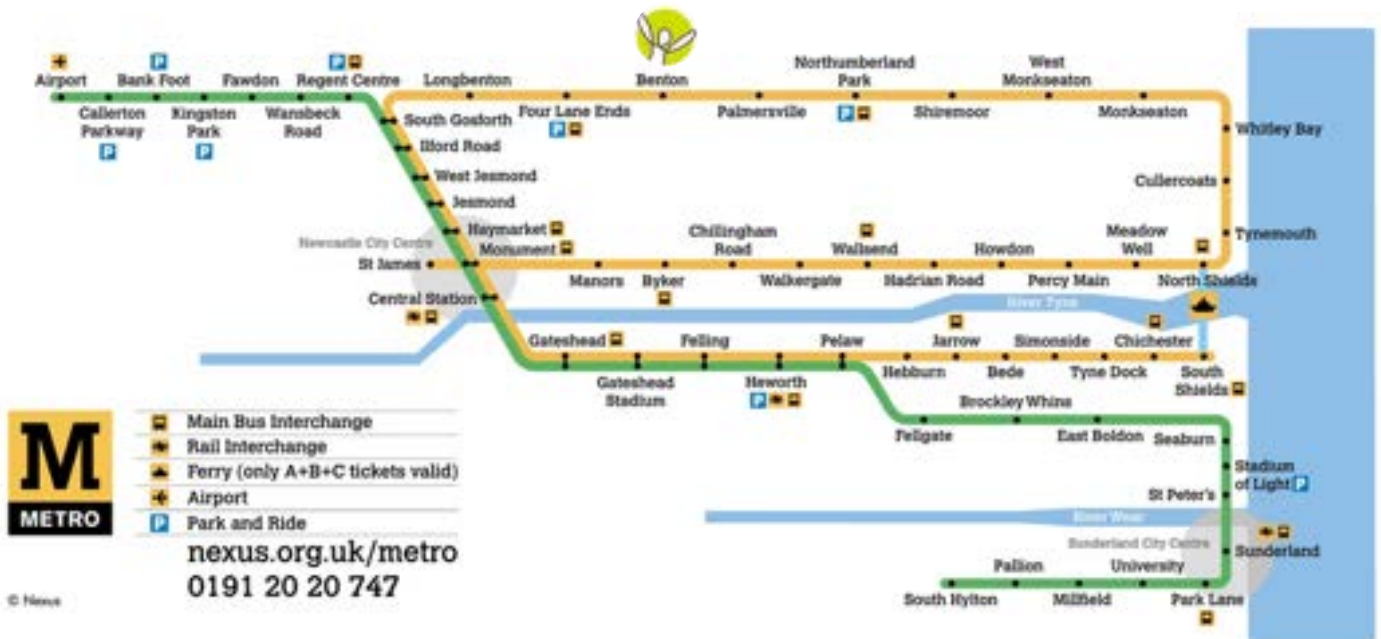 Airport
Bank Foot
Fawdon
Regent Centre
Callerton
Parkway
Kingston
Park
Wansbeck
Road
P
P
P
P
Longbenton
Benton
Northumberland
Park
West
Monkseaton
Four Lane Ends
P
Palmersville
P
Shiremoor
Monkseaton
South Gosforth
Ilford Road
West Jesmond
Jesmond
Haymarket
Newcastle City Centre
Monument
St James
Central Station
Whitley Bay
Cullercoats
Tynemouth
Chillingham
Road
Wallsend
Howdon
Meadow
Well
Manors
Byker
Walkergate
Hadrian Road
Percy Main
North Shields
River Tyne
Gateshead
Felling
Pelaw
Jarrow
Simonside
Chichester
Gateshead
Stadium
Heworth
P
Hebburn
Bede
Tyne Dock
South
Shields
Brockley Whins
Fellgate
East Boldon
Seaburn
Stadium
of Light P
St Peter's
River Wear
Sunderland City Centre
Sunderland
Pallion
University
South Hylton
Millfield
Park Lane
M
METRO
Main Bus Interchange
Rail Interchange
Ferry (only A+B+C tickets valid)
Airport
P Park and Ride
nexus.org.uk/metro
0191 20 20 747
© Nexus